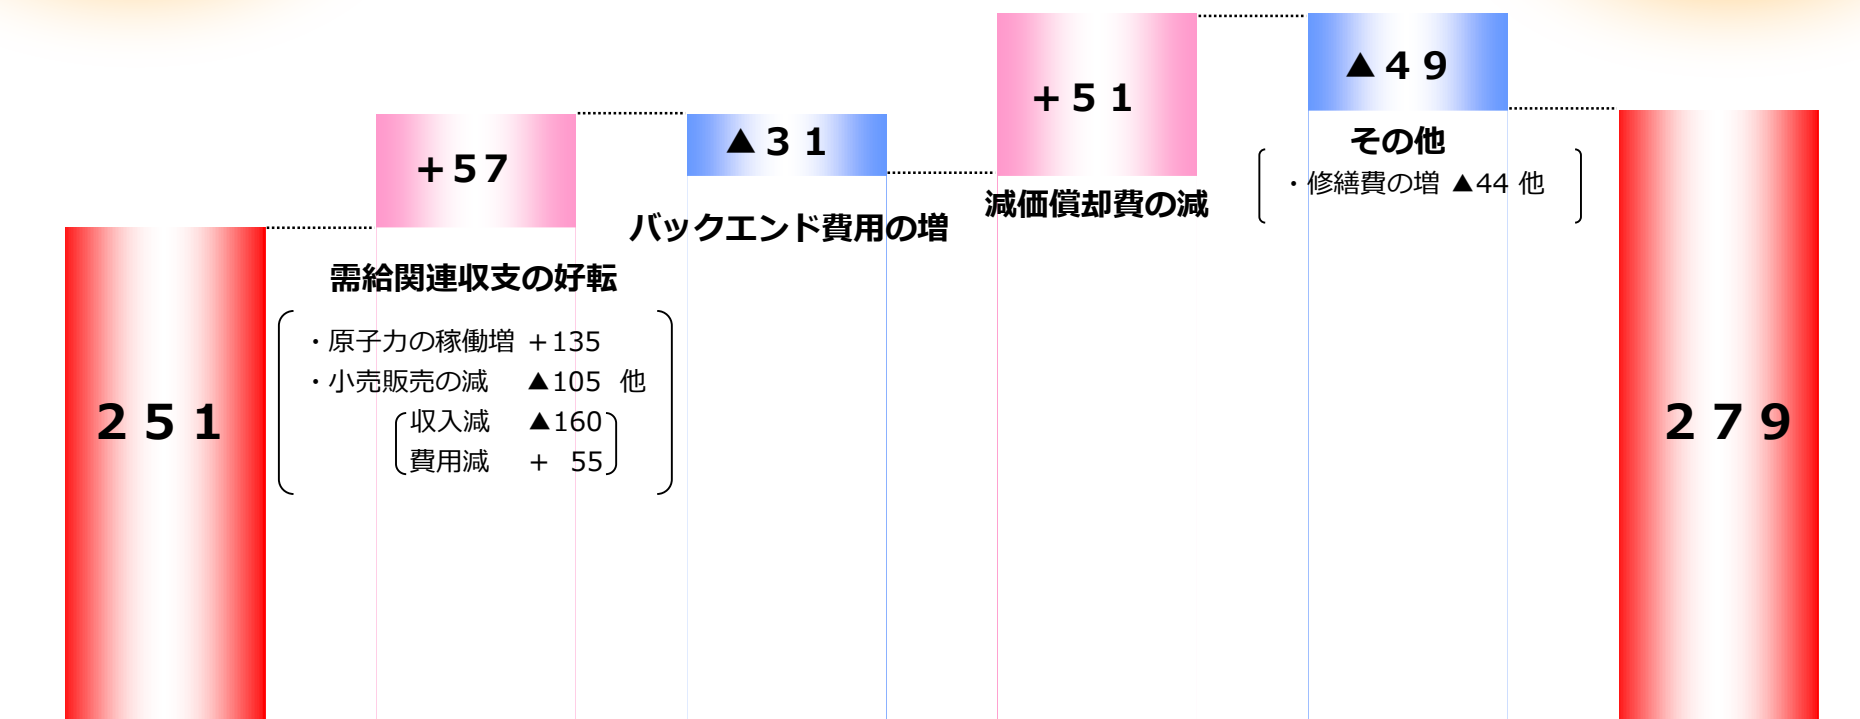 251
+57
需給関連収支の好転
・原子力の稼働増 +135
・小売販売の減 ▲105 他
収入減 ▲160
費用減 + 55
▲31
バックエンド費用の増
+51
減価償却費の減
▲49
その他
・修繕費の増 ▲44 他
279